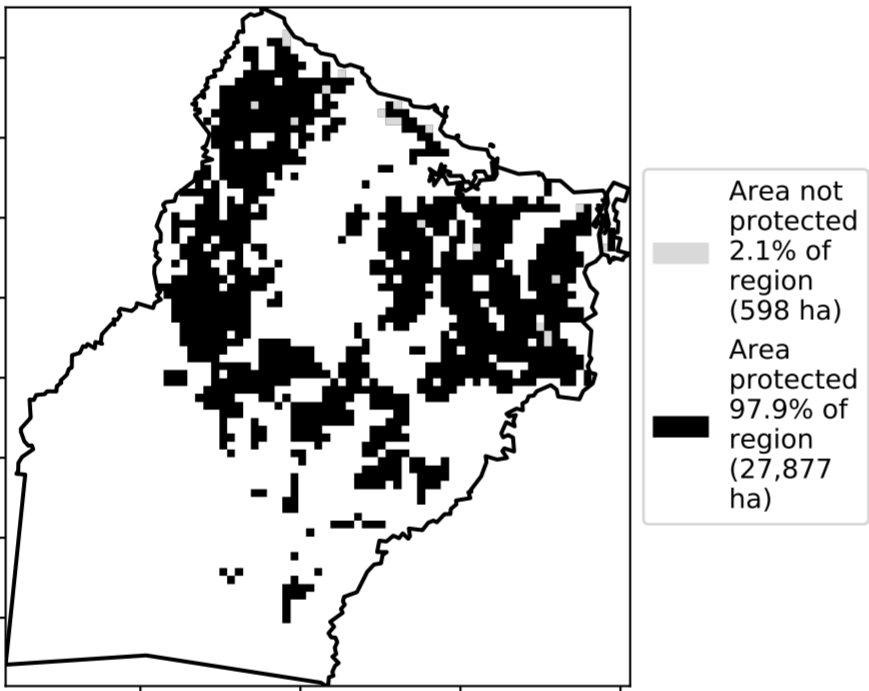 Area not
protected
2.1% of
region
(598 ha)
Area
protected
97.9% of
region
(27,877
ha)